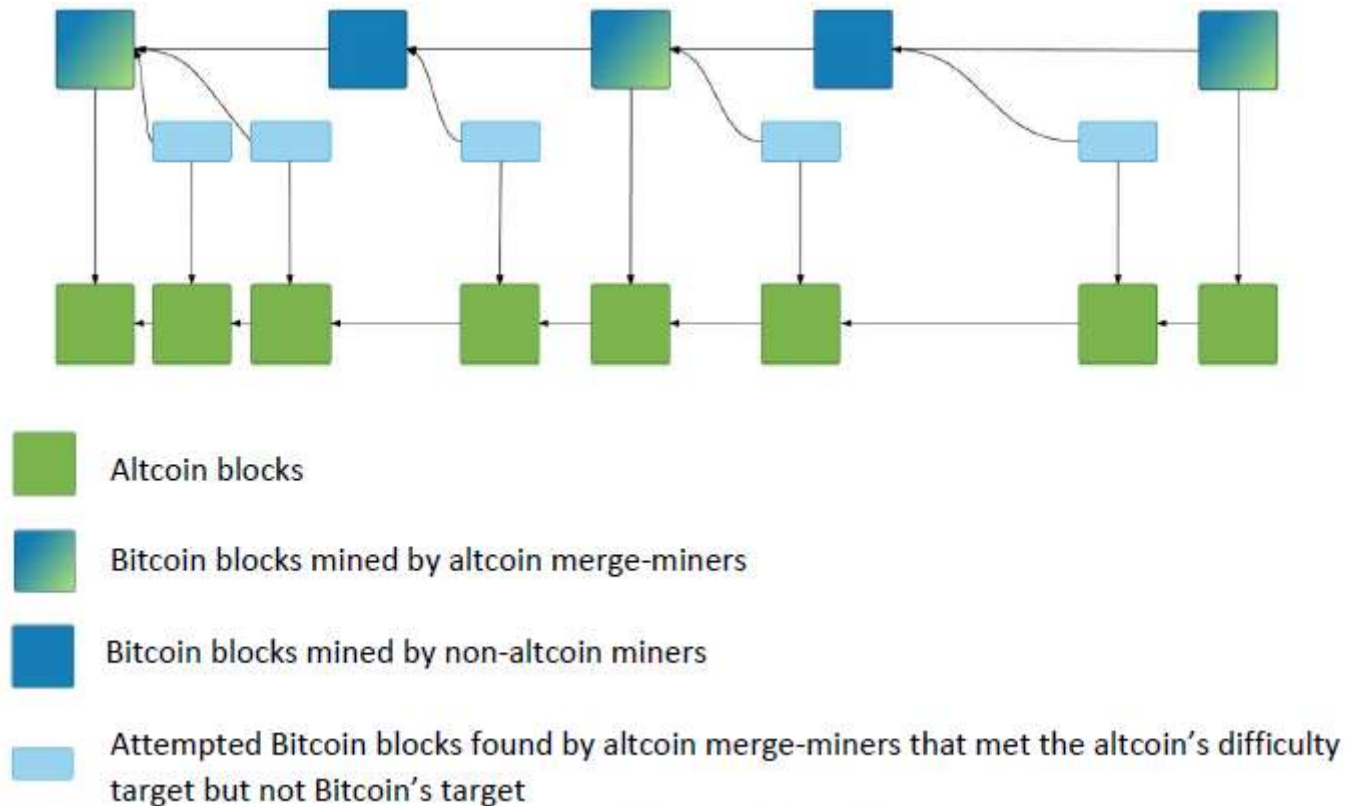 Altcoin blocks
Bitcoin blocks mined by altcoin merge-miners
Bitcoin blocks mined by non-altcoin miners
Attempted Bitcoin blocks found by altcoin merge-miners that met the altcoin’s difficulty
target but not Bitcoin’s target